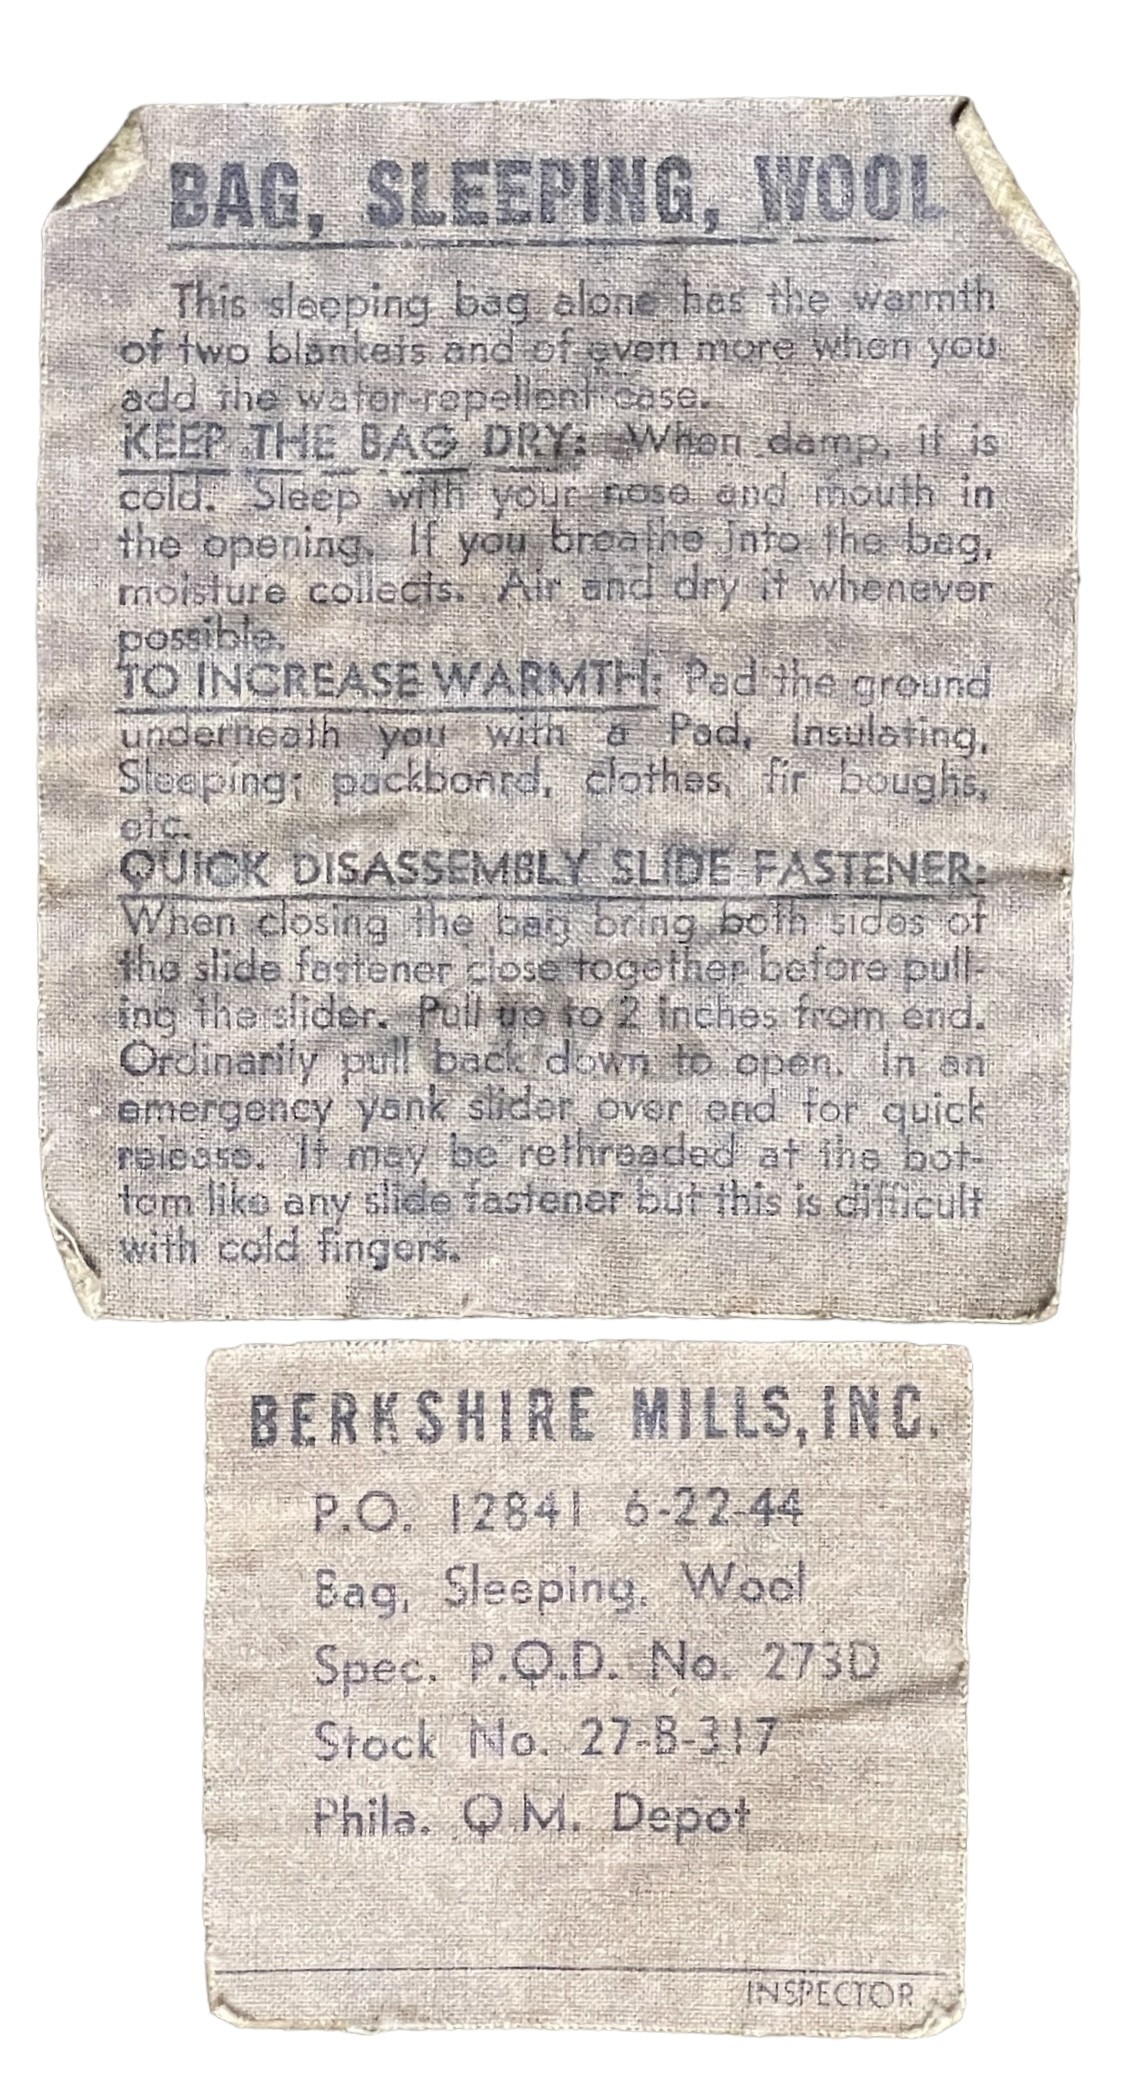 BAG, SLEEPING, WOOL
This sleeping bag alone has the warmth
of two blankets and of even more when you
add the water-repellent case.
KEEP THE BAG DRY: When damp, it is
cold. Sleep with your nose and mouth in
the opening. If you breathe into the bag,
moisture collects. Air and dry it whenever
possible.
TO INCREASE WARMTH: Pad the ground
underneath you with a Pad, Insulating,
Sleeping; packboard, clothes, fir boughs,
etc.
QUICK DISASSEMBLY SLIDE FASTENER:
When closing the bag bring both sides of
the slide fastener close together before pull-
ing the slider. Pull up to 2 inches from end.
Ordinarily pull back down to open. In an
emergency yank slider over end for quick
release. It may be rethreaded at the bot-
tom like any slide fastener but this is difficult
with cold fingers.
BERKSHIRE MILLS, INC.
P.O. 12841 6-22-44
Bag, Sleeping, Wool
Spec. P.Q.D. No. 273D
Stock No. 27-B-317
Phila. Q.M. Depot
INSPECTOR